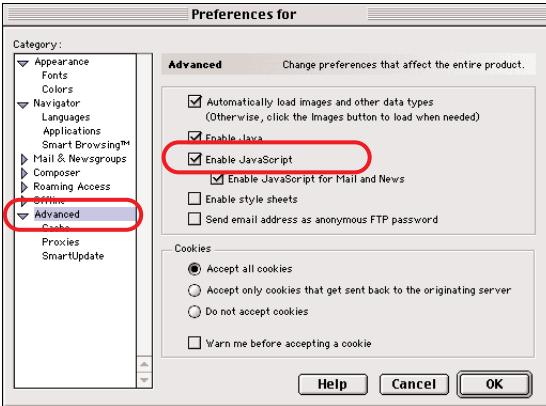 Preferences for
Category:
Appearance
Fonts
Colors
Navigator
Languages
Applications
Smart Browsing™
Mail & Newsgroups
Composer
Roaming Access
Offline
Advanced
Cache
Proxies
SmartUpdate
Advanced Change preferences that affect the entire product.
Automatically load images and other data types
(Otherwise, click the Images button to load when needed)
Enable Java
Enable JavaScript
Enable JavaScript for Mail and News
Enable style sheets
Send email address as anonymous FTP password
Cookies
Accept all cookies
Accept only cookies that get sent back to the originating server
Do not accept cookies
Warn me before accepting a cookie
Help Cancel OK